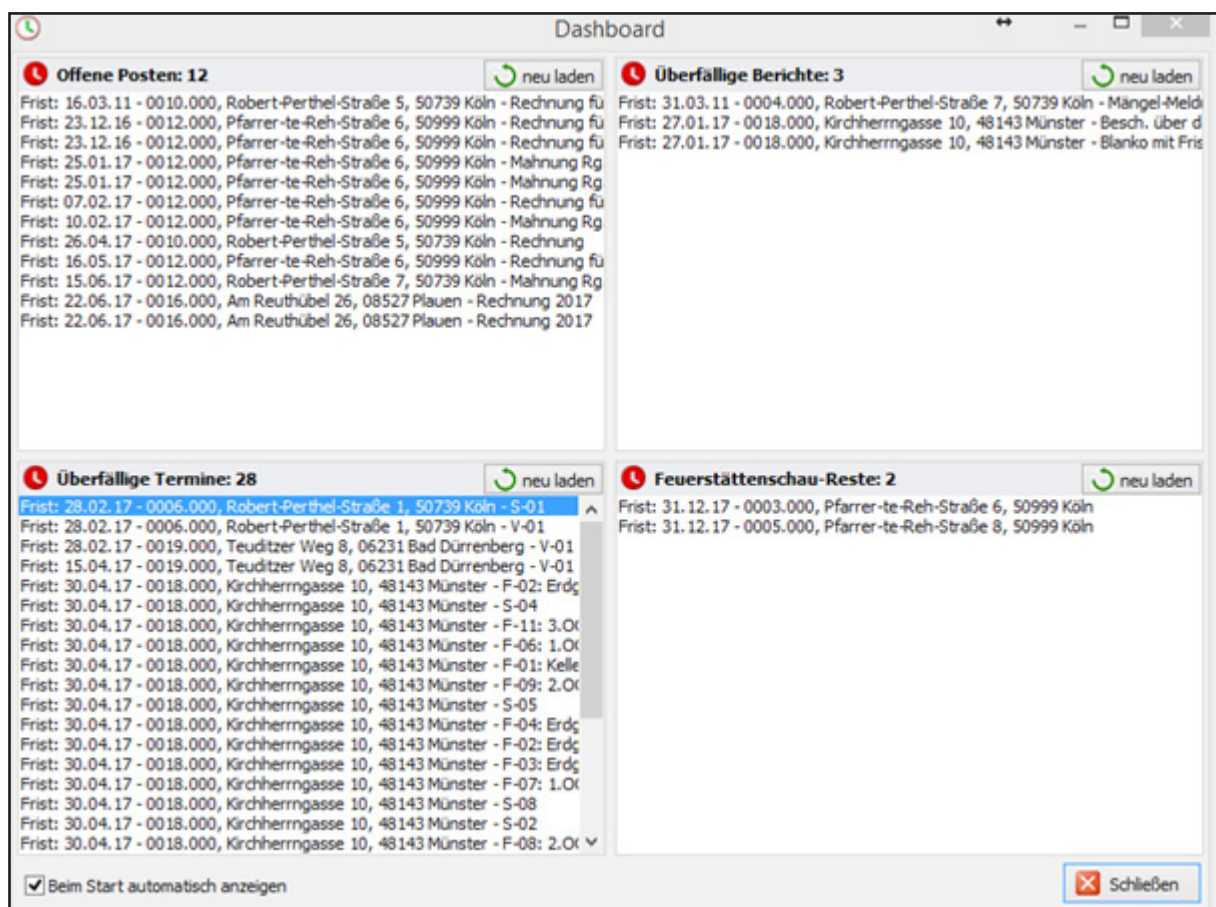 Dashboard
Offene Posten: 12
neu laden
Frist: 16.03.11 - 0010.000, Robert-Perthel-Straße 5, 50739 Köln - Rechnung fü
Frist: 23.12.16 - 0012.000, Pfarrer-te-Reh-Straße 6, 50999 Köln - Rechnung fü
Frist: 23.12.16 - 0012.000, Pfarrer-te-Reh-Straße 6, 50999 Köln - Rechnung fü
Frist: 25.01.17 - 0012.000, Pfarrer-te-Reh-Straße 6, 50999 Köln - Mahnung Rg
Frist: 25.01.17 - 0012.000, Pfarrer-te-Reh-Straße 6, 50999 Köln - Mahnung Rg.
Frist: 07.02.17 - 0012.000, Pfarrer-te-Reh-Straße 6, 50999 Köln - Rechnung fü
Frist: 10.02.17 - 0012.000, Pfarrer-te-Reh-Straße 6, 50999 Köln - Mahnung Rg.
Frist: 26.04.17 - 0010.000, Robert-Perthel-Straße 5, 50739 Köln - Rechnung
Frist: 16.05.17 - 0012.000, Pfarrer-te-Reh-Straße 6, 50999 Köln - Rechnung fü
Frist: 15.06.17 - 0012.000, Robert-Perthel-Straße 7, 50739 Köln - Mahnung Rg.
Frist: 22.06.17 - 0016.000, Am Reuthübel 26, 08527 Plauen - Rechnung 2017
Frist: 22.06.17 - 0016.000, Am Reuthübel 26, 08527 Plauen - Rechnung 2017
Überfällige Berichte: 3
neu laden
Frist: 31.03.11 - 0004.000, Robert-Perthel-Straße 7, 50739 Köln - Mängel-Meldu
Frist: 27.01.17 - 0018.000, Kirchherrngasse 10, 48143 Münster - Besch. über d
Frist: 27.01.17 - 0018.000, Kirchherrngasse 10, 48143 Münster - Blanko mit Fris
Überfällige Termine: 28
neu laden
Frist: 28.02.17 - 0006.000, Robert-Perthel-Straße 1, 50739 Köln - S-01
Frist: 28.02.17 - 0006.000, Robert-Perthel-Straße 1, 50739 Köln - V-01
Frist: 28.02.17 - 0019.000, Teuditzer Weg 8, 06231 Bad Dürrenberg - V-01
Frist: 15.04.17 - 0019.000, Teuditzer Weg 8, 06231 Bad Dürrenberg - V-01
Frist: 30.04.17 - 0018.000, Kirchherrngasse 10, 48143 Münster - F-02: Erdg
Frist: 30.04.17 - 0018.000, Kirchherrngasse 10, 48143 Münster - S-04
Frist: 30.04.17 - 0018.000, Kirchherrngasse 10, 48143 Münster - F-11: 3.OG
Frist: 30.04.17 - 0018.000, Kirchherrngasse 10, 48143 Münster - F-06: 1.OG
Frist: 30.04.17 - 0018.000, Kirchherrngasse 10, 48143 Münster - F-01: Kelle
Frist: 30.04.17 - 0018.000, Kirchherrngasse 10, 48143 Münster - F-09: 2.OG
Frist: 30.04.17 - 0018.000, Kirchherrngasse 10, 48143 Münster - S-05
Frist: 30.04.17 - 0018.000, Kirchherrngasse 10, 48143 Münster - F-04: Erdg
Frist: 30.04.17 - 0018.000, Kirchherrngasse 10, 48143 Münster - F-02: Erdg
Frist: 30.04.17 - 0018.000, Kirchherrngasse 10, 48143 Münster - F-03: Erdg
Frist: 30.04.17 - 0018.000, Kirchherrngasse 10, 48143 Münster - F-07: 1.OG
Frist: 30.04.17 - 0018.000, Kirchherrngasse 10, 48143 Münster - S-08
Frist: 30.04.17 - 0018.000, Kirchherrngasse 10, 48143 Münster - S-02
Frist: 30.04.17 - 0018.000, Kirchherrngasse 10, 48143 Münster - F-08: 2.OG
Feuerstättenschau-Reste: 2
neu laden
Frist: 31.12.17 - 0003.000, Pfarrer-te-Reh-Straße 6, 50999 Köln
Frist: 31.12.17 - 0005.000, Pfarrer-te-Reh-Straße 8, 50999 Köln
Beim Start automatisch anzeigen
Schließen